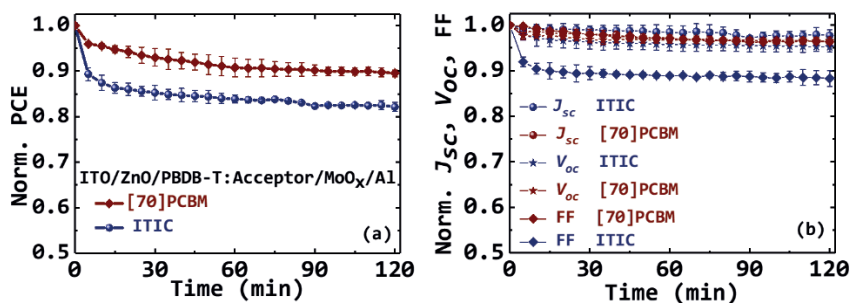 Norm. PCE
1.0
0.9
0.8
0.7
0.6
0.5
ITO/ZnO/PBDB-T:Acceptor/MoOx/Al
[70]PCBM
ITIC
(a)
0 30 60 90 120
Time (min)
Norm. Jsc, Voc, FF
1.0
0.9
0.8
0.7
0.6
0.5
Jsc ITIC
Jsc [70]PCBM
Voc ITIC
Voc [70]PCBM
FF [70]PCBM
FF ITIC
(b)
0 30 60 90 120
Time (min)